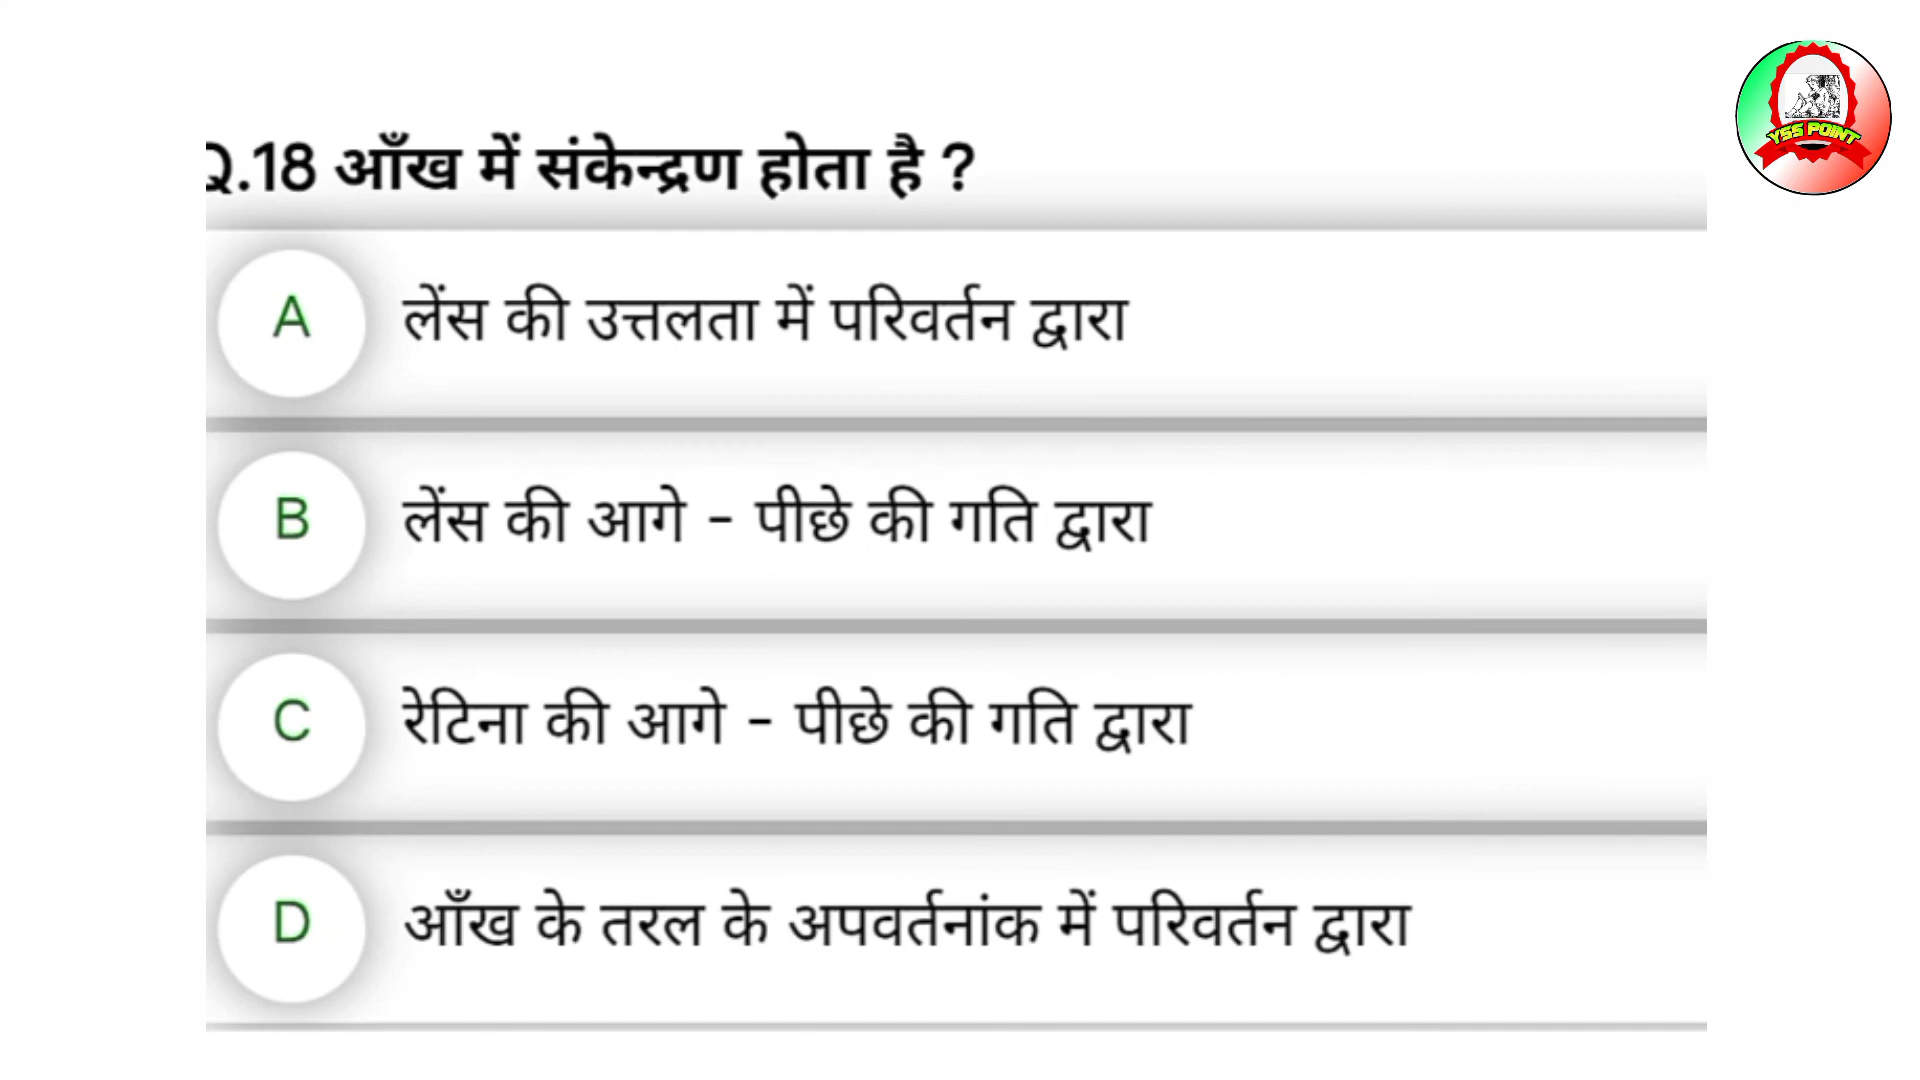 Q.18 आँख में संकेन्द्रण होता है ?
A लेंस की उत्तलता में परिवर्तन द्वारा
B लेंस की आगे - पीछे की गति द्वारा
C रेटिना की आगे - पीछे की गति द्वारा
D आँख के तरल के अपवर्तनांक में परिवर्तन द्वारा
YSS POINT